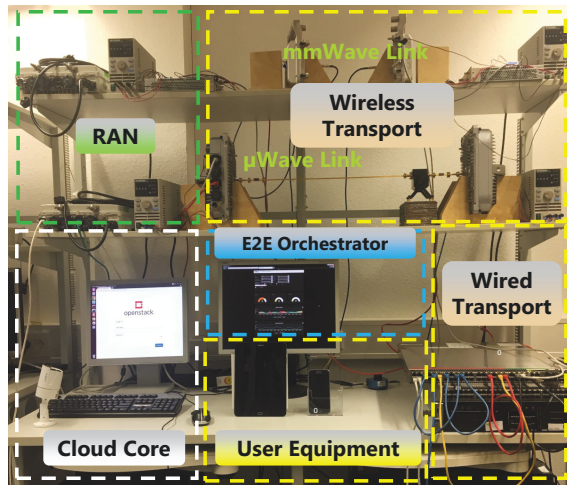 mmWave Link
Wireless
Transport
RAN
µWave Link
E2E Orchestrator
Wired
Transport
openstack
Cloud Core
User Equipment